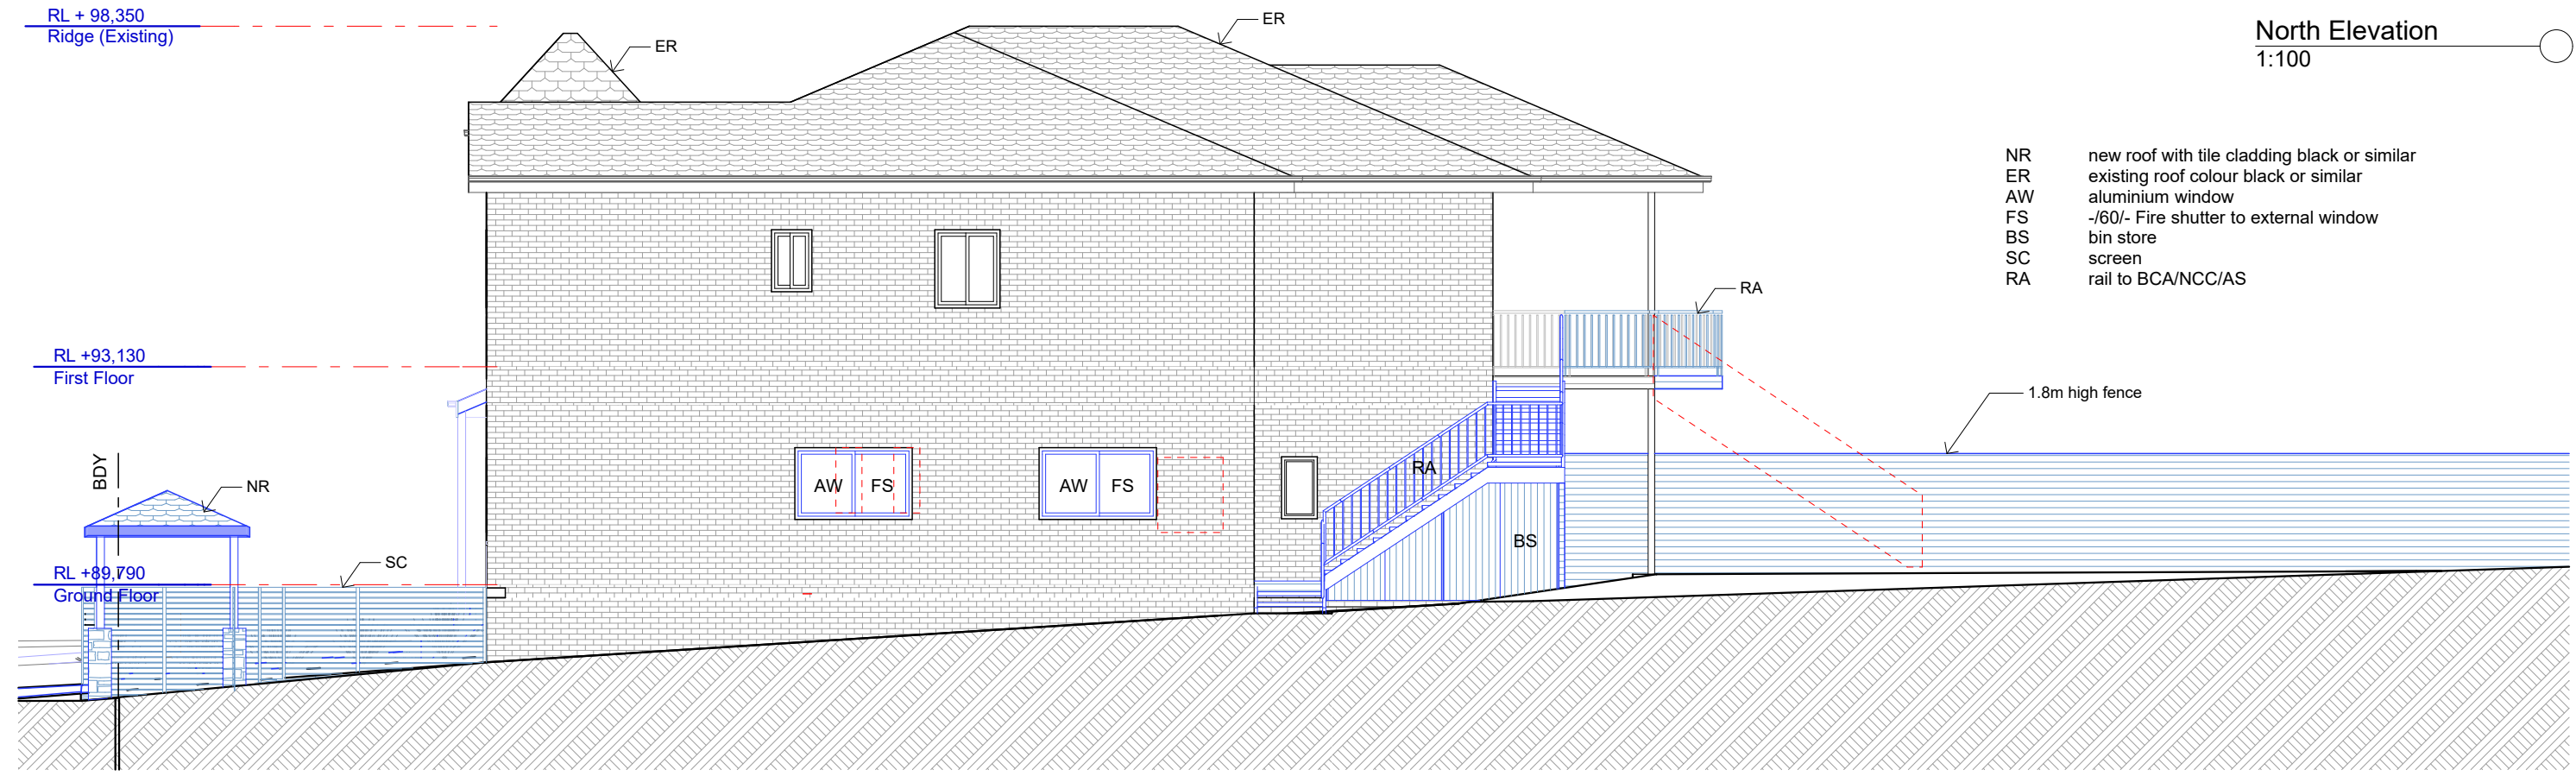 RL + 98,350
Ridge (Existing)
ER
ER
North Elevation
1:100
NR new roof with tile cladding black or similar
ER existing roof colour black or similar
AW aluminium window
FS -/60/- Fire shutter to external window
BS bin store
SC screen
RA rail to BCA/NCC/AS
RA
RL +93,130
First Floor
1.8m high fence
BDY
NR
AW FS
AW FS
RA
BS
SC
RL +89,790
Ground Floor